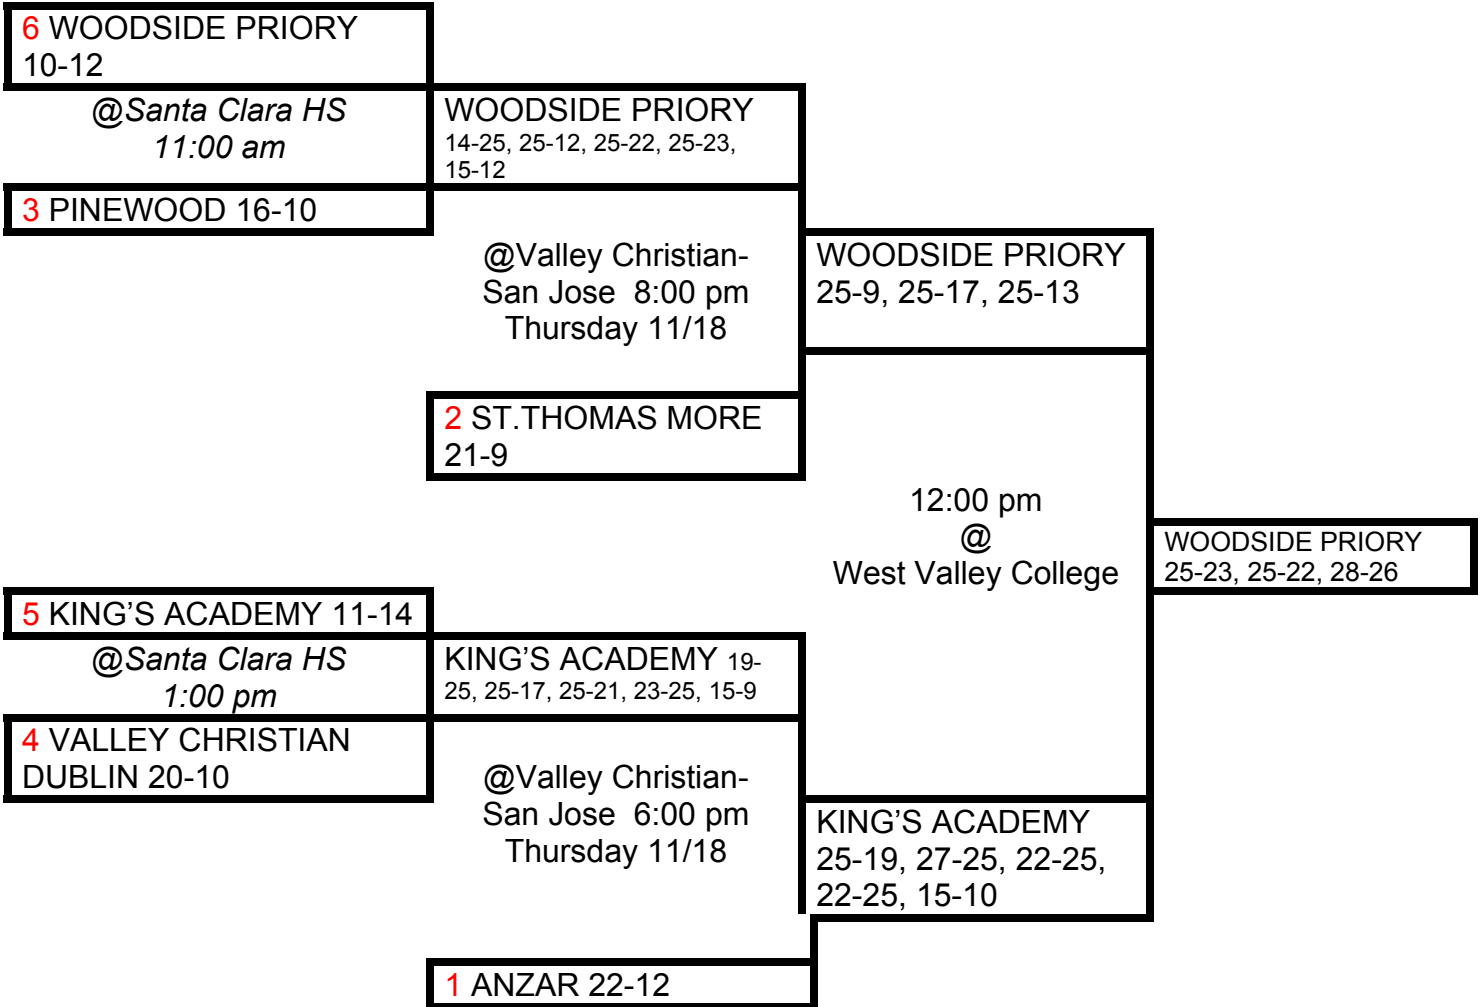 6 WOODSIDE PRIORY
10-12
@Santa Clara HS
11:00 am
3 PINEWOOD 16-10
WOODSIDE PRIORY
14-25, 25-12, 25-22, 25-23,
15-12
@Valley Christian-
San Jose 8:00 pm
Thursday 11/18
2 ST.THOMAS MORE
21-9
WOODSIDE PRIORY
25-9, 25-17, 25-13
12:00 pm
@
West Valley College
WOODSIDE PRIORY
25-23, 25-22, 28-26
5 KING’S ACADEMY 11-14
@Santa Clara HS
1:00 pm
4 VALLEY CHRISTIAN
DUBLIN 20-10
KING’S ACADEMY 19-
25, 25-17, 25-21, 23-25, 15-9
@Valley Christian-
San Jose 6:00 pm
Thursday 11/18
KING’S ACADEMY
25-19, 27-25, 22-25,
22-25, 15-10
1 ANZAR 22-12